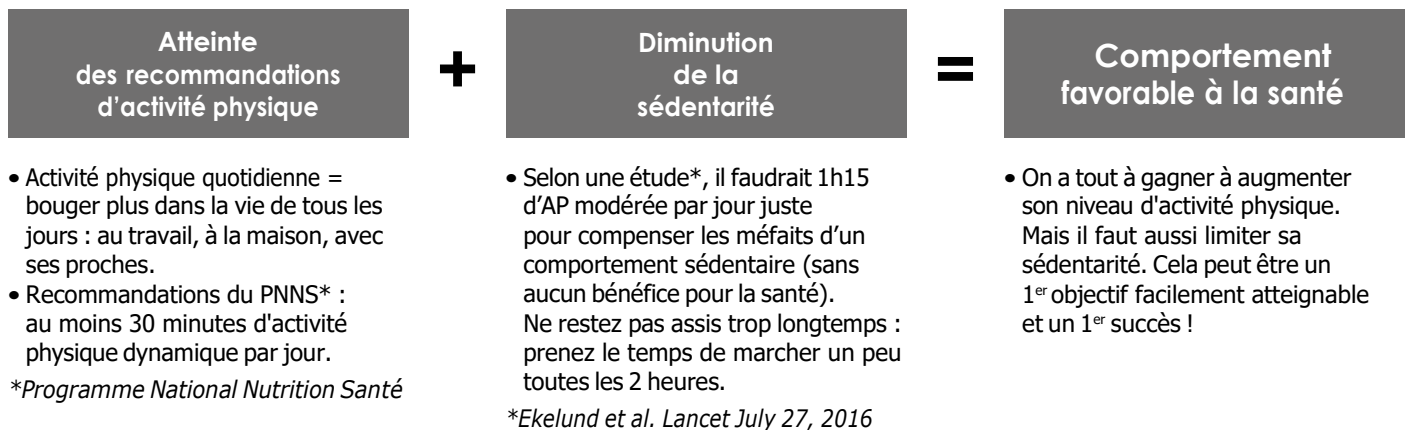 Atteinte
des recommandations
d'activité physique
+
Diminution
de la
sédentarité
=
Comportement
favorable à la santé
• Activité physique quotidienne =
bouger plus dans la vie de tous les
jours : au travail, à la maison, avec
ses proches.
• Recommandations du PNNS* :
au moins 30 minutes d'activité
physique dynamique par jour.
*Programme National Nutrition Santé
• Selon une étude*, il faudrait 1h15
d'AP modérée par jour juste
pour compenser les méfaits d'un
comportement sédentaire (sans
aucun bénéfice pour la santé).
Ne restez pas assis trop longtemps :
prenez le temps de marcher un peu
toutes les 2 heures.
*Ekelund et al. Lancet July 27, 2016
• On a tout à gagner à augmenter
son niveau d'activité physique.
Mais il faut aussi limiter sa
sédentarité. Cela peut être un
1er objectif facilement atteignable
et un 1er succès !